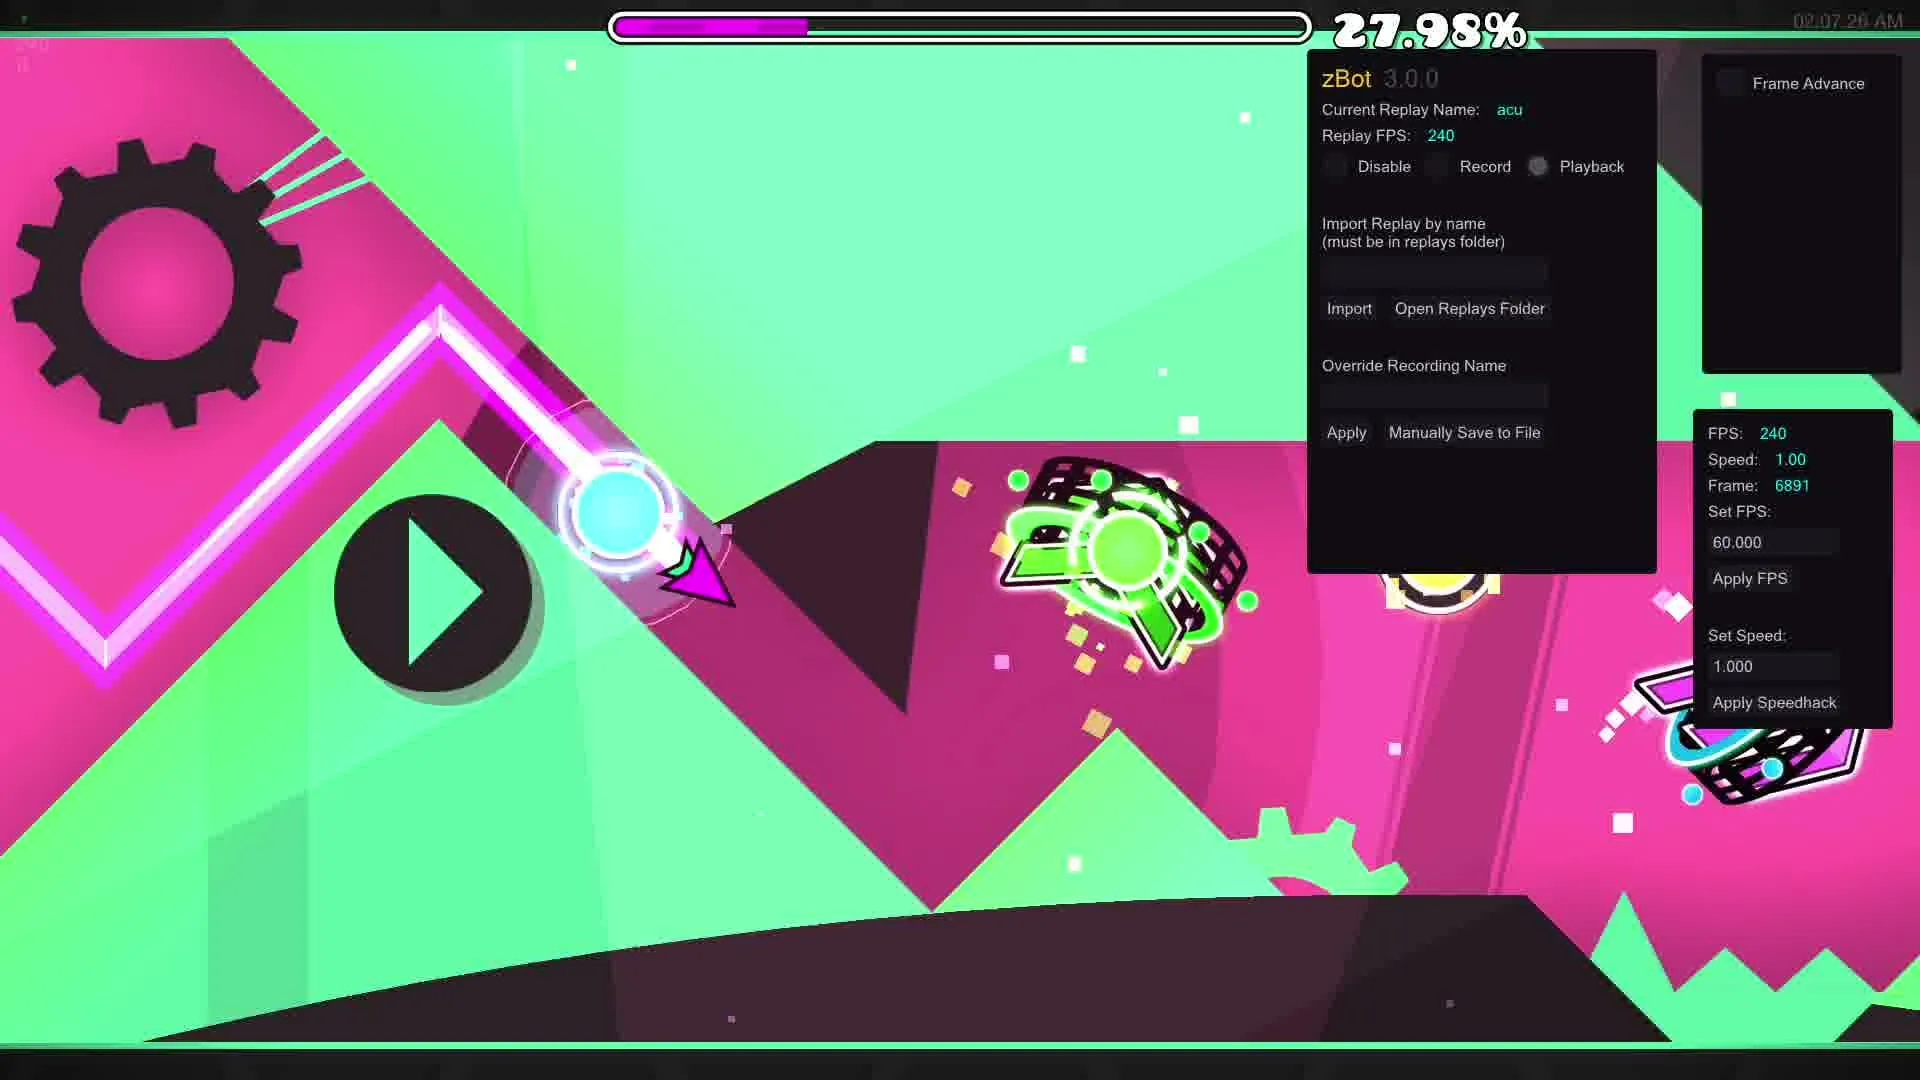 27.98%
02.07.26 AM
240
zBot 3.0.0
Current Replay Name: acu
Replay FPS: 240
Disable Record Playback
Import Replay by name
(must be in replays folder)
Import Open Replays Folder
Override Recording Name
Apply Manually Save to File
Frame Advance
FPS: 240
Speed: 1.00
Frame: 6891
Set FPS:
60.000
Apply FPS
Set Speed:
1.000
Apply Speedhack